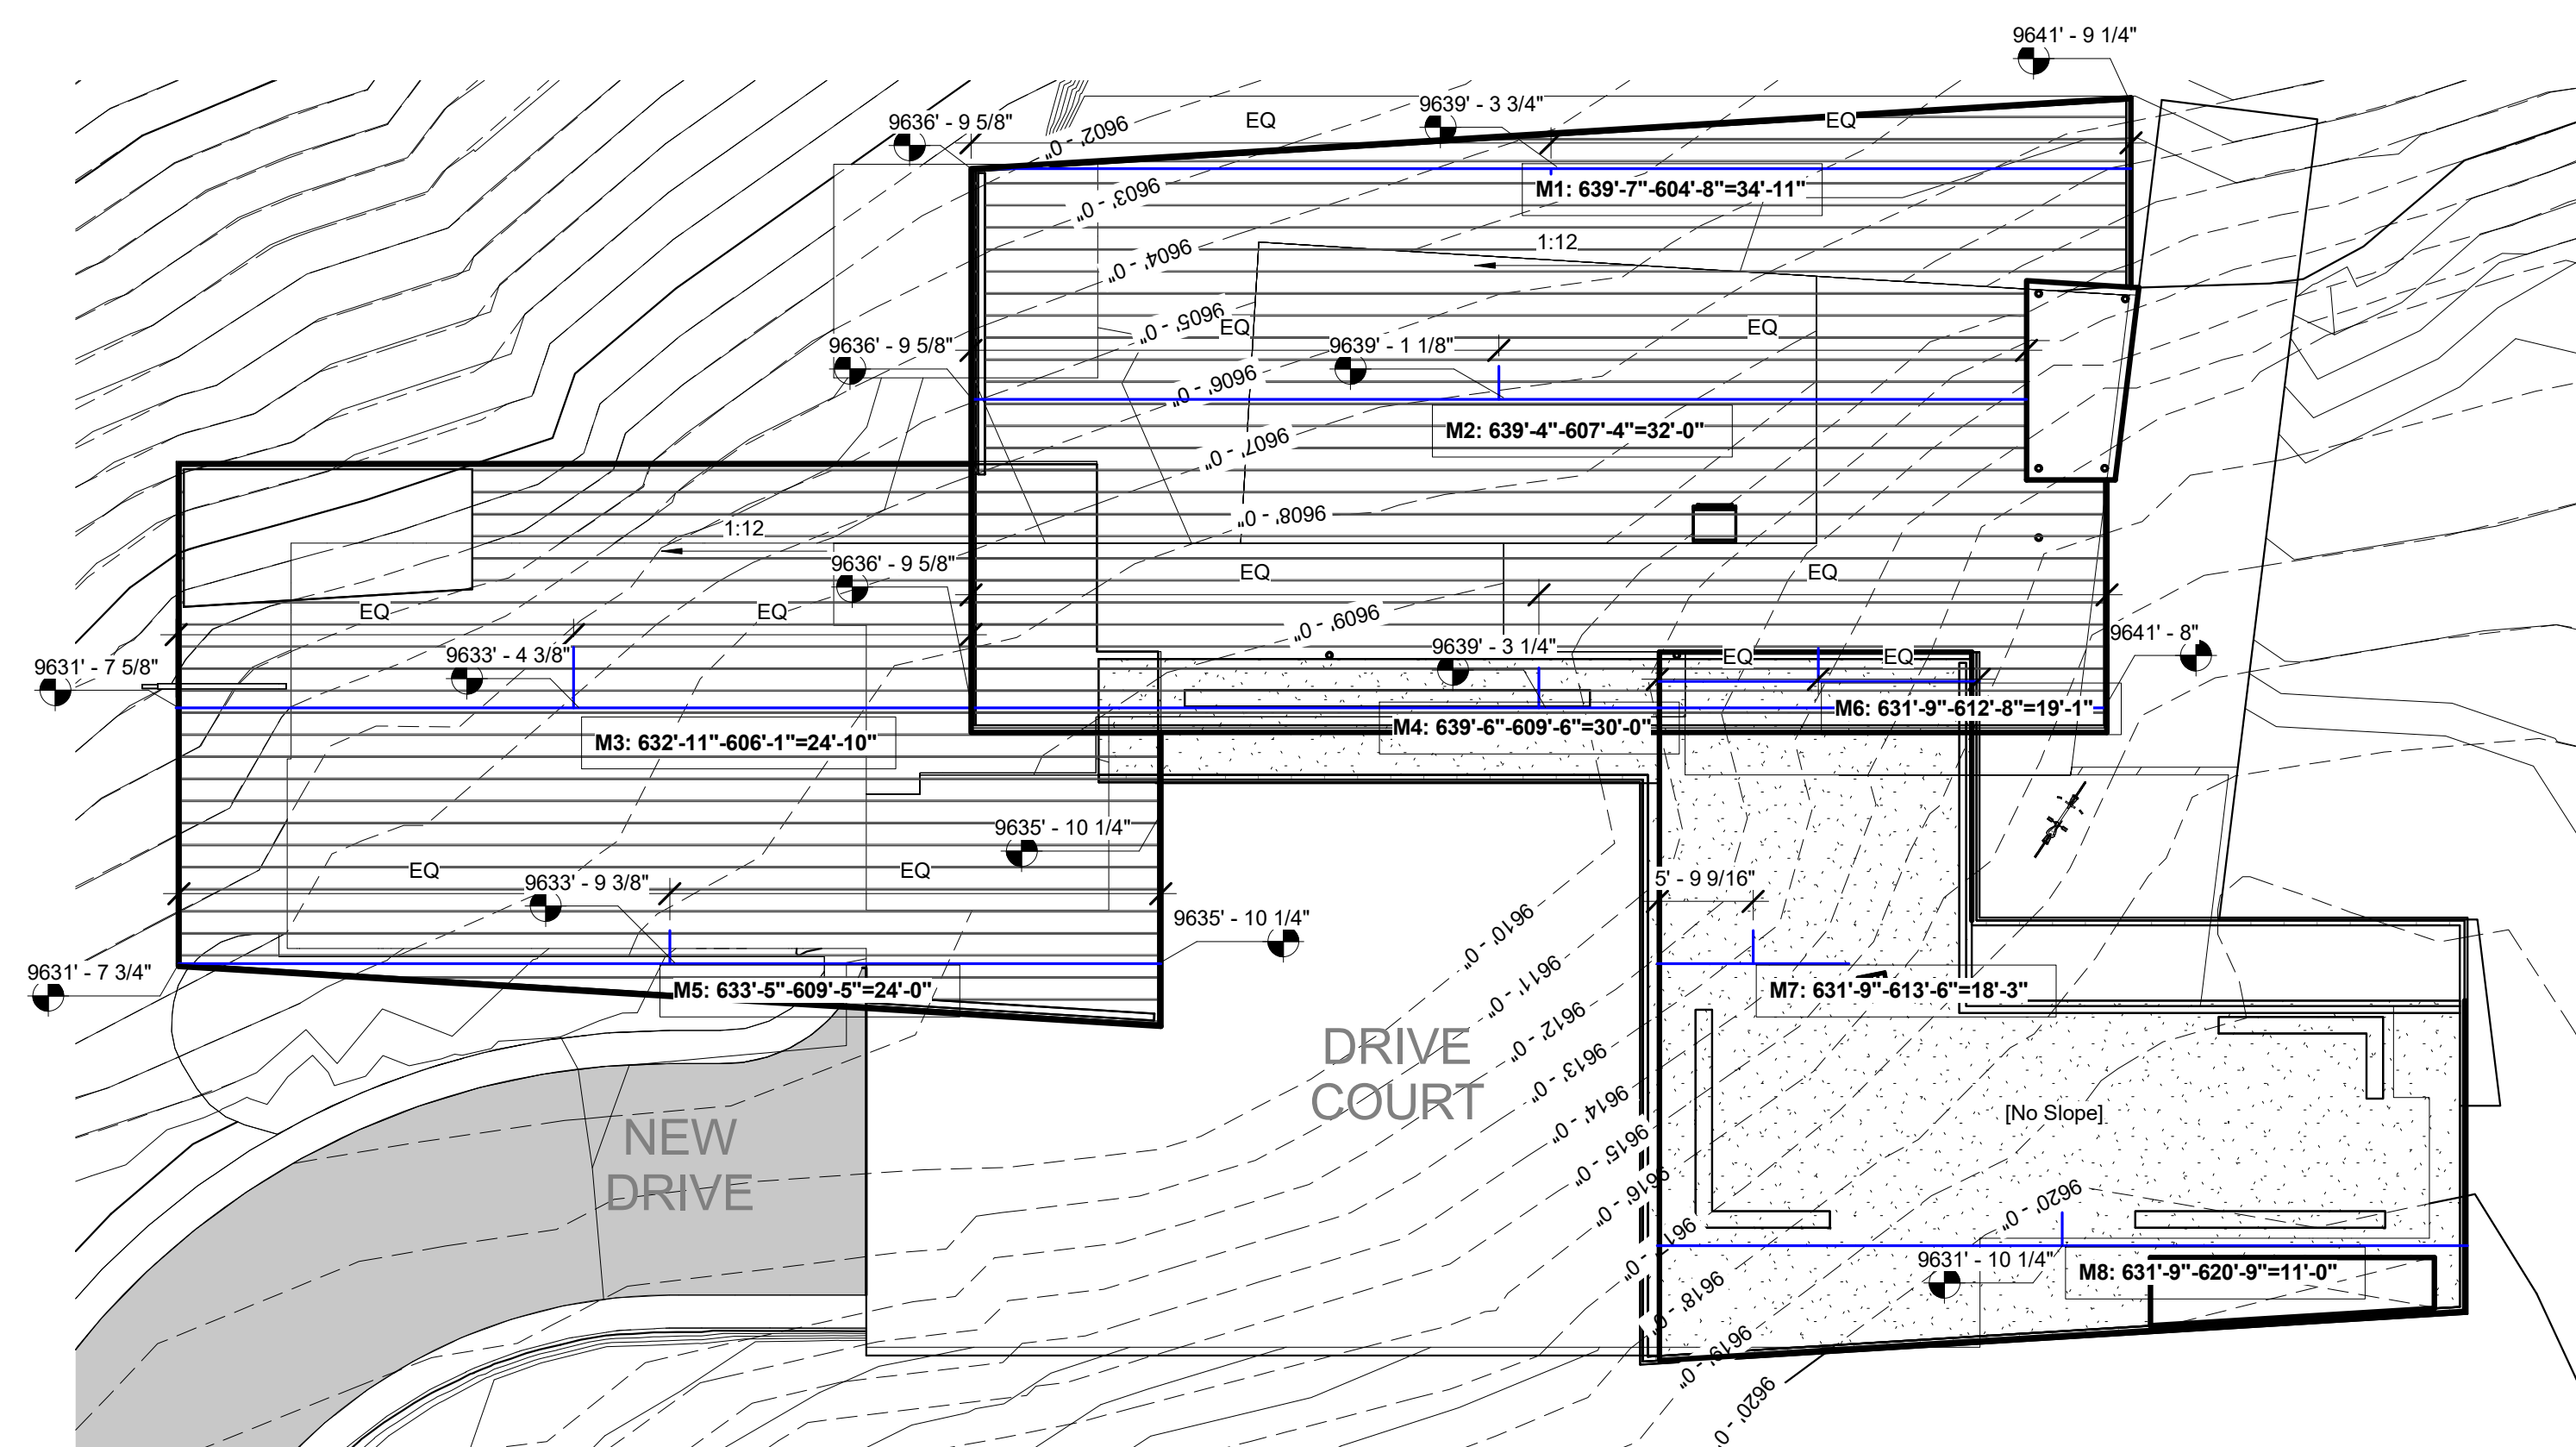 9641' - 9 1/4"
9639' - 3 3/4"
9636' - 9 5/8"
EQ
EQ
9602' - 0"
M1: 639'-7"-604'-8"=34'-11"
9603' - 0"
1:12
9604' - 0"
9605' - 0"
EQ
EQ
9636' - 9 5/8"
9639' - 1 1/8"
9606' - 0"
M2: 639'-4"-607'-4"=32'-0"
9607' - 0"
9608' - 0"
1:12
9636' - 9 5/8"
EQ
EQ
EQ
EQ
9609' - 0"
9641' - 8"
9639' - 3 1/4"
EQ
EQ
9633' - 4 3/8"
9631' - 7 5/8"
M6: 631'-9"-612'-8"=19'-1"
M4: 639'-6"-609'-6"=30'-0"
M3: 632'-11"-606'-1"=24'-10"
9635' - 10 1/4"
EQ
EQ
5' - 9 9/16"
9633' - 9 3/8"
9635' - 10 1/4"
9610' - 0"
9631' - 7 3/4"
9611' - 0"
M5: 633'-5"-609'-5"=24'-0"
M7: 631'-9"-613'-6"=18'-3"
9612' - 0"
DRIVE
COURT
9613' - 0"
9614' - 0"
[No Slope]
NEW
DRIVE
9615' - 0"
9616' - 0"
9620' - 0"
9617' - 0"
9631' - 10 1/4"
M8: 631'-9"-620'-9"=11'-0"
9618' - 0"
9619' - 0"
9620' - 0"